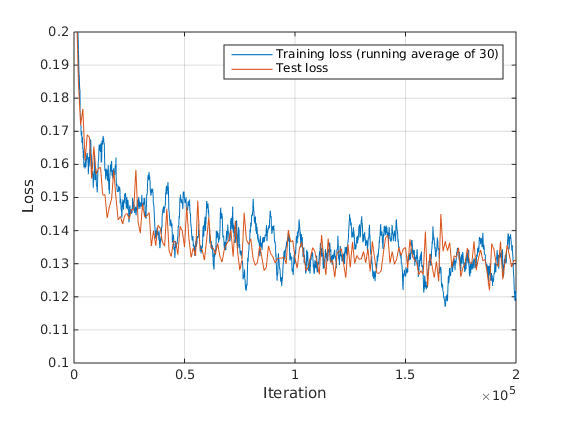 0.2
0.19
0.18
0.17
0.16
0.15
0.14
0.13
0.12
0.11
0.1
Loss
Training loss (running average of 30)
Test loss
0 0.5 1 1.5 2
Iteration
×10^5